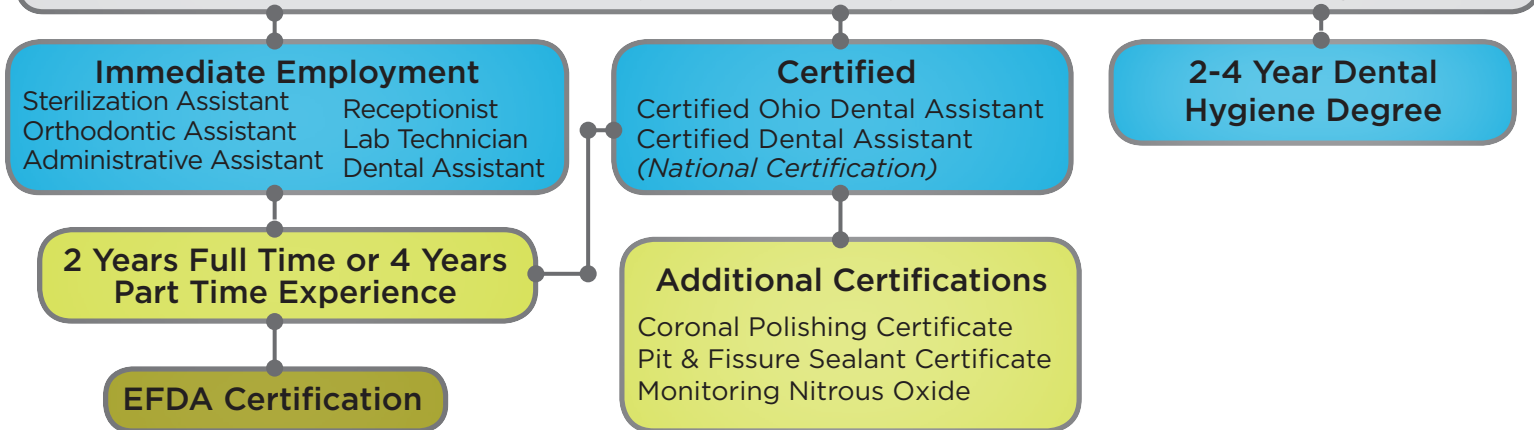 Immediate Employment
Sterilization Assistant
Orthodontic Assistant
Administrative Assistant
Receptionist
Lab Technician
Dental Assistant
Certified
Certified Ohio Dental Assistant
Certified Dental Assistant
(National Certification)
2-4 Year Dental
Hygiene Degree
2 Years Full Time or 4 Years
Part Time Experience
Additional Certifications
Coronal Polishing Certificate
Pit & Fissure Sealant Certificate
Monitoring Nitrous Oxide
EFDA Certification